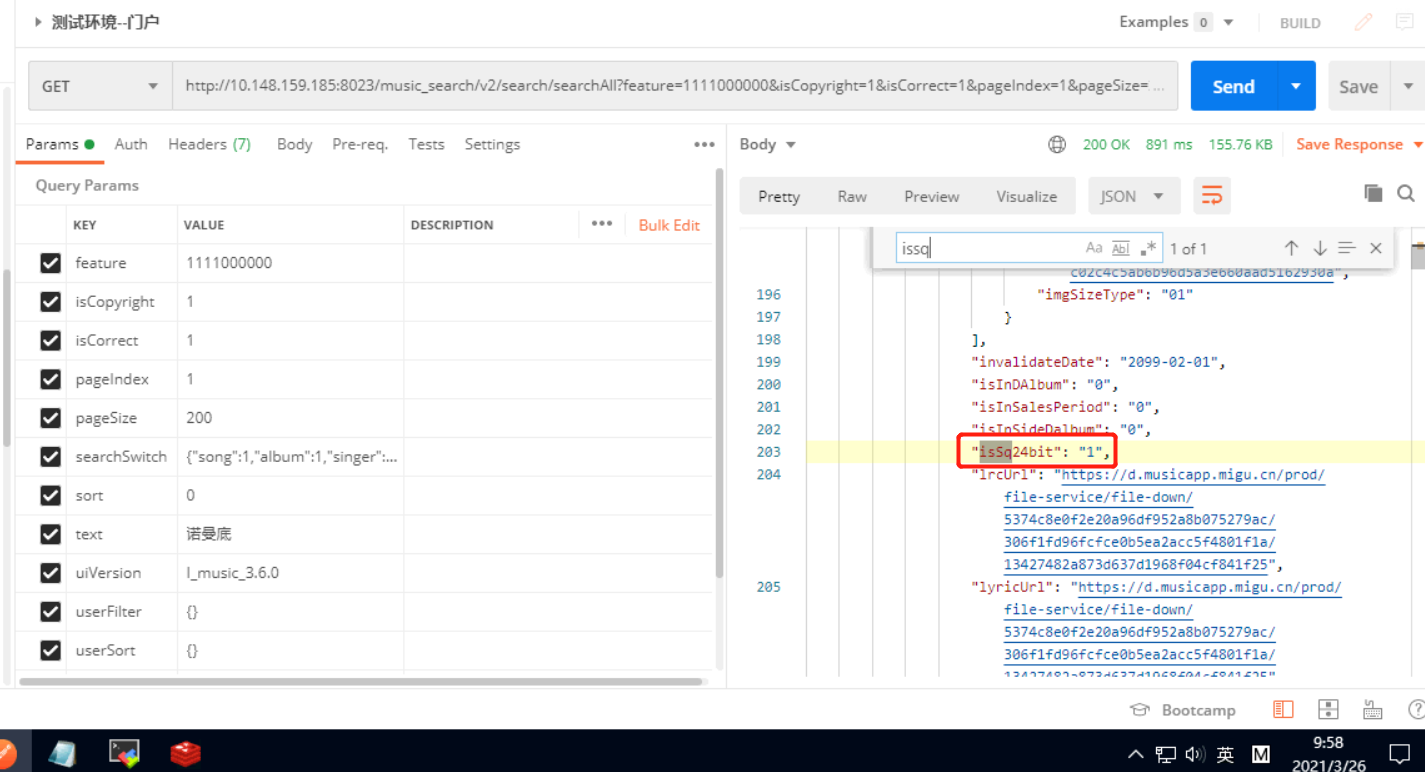 测试环境--门户
Examples 0
BUILD
GET
http://10.148.159.185:8023/music_search/v2/search/searchAll?feature=1111000000&isCopyright=1&isCorrect=1&pageIndex=1&pageSize= ...
Send
Save
Params
Auth
Headers (7)
Body
Pre-req.
Tests
Settings
Query Params
KEY VALUE DESCRIPTION
Bulk Edit
feature 1111000000
isCopyright 1
isCorrect 1
pageIndex 1
pageSize 200
searchSwitch {"song":1,"album":1,"singer":...
sort 0
text 诺曼底
uiVersion I_music_3.6.0
userFilter {}
userSort {}
Body
200 OK 891 ms 155.76 KB
Save Response
Pretty Raw Preview Visualize
JSON
issq
Aa Abl .* 1 of 1
c02c4c5ab6b96d5a3e660aad5162930a",
196 "imgSizeType": "01"
197 }
198 ],
199 "invalidateDate": "2099-02-01",
200 "isInDAlbum": "0",
201 "isInSalesPeriod": "0",
202 "isInSideDalbum": "0",
203 "isSq24bit": "1",
204 "lrcUrl": "https://d.musicapp.migu.cn/prod/
file-service/file-down/
5374c8e0f2e20a96df952a8b075279ac/
306f1fd96fcfce0b5ea2acc5f4801f1a/
13427482a873d637d1968f04cf841f25",
205 "lyricUrl": "https://d.musicapp.migu.cn/prod/
file-service/file-down/
5374c8e0f2e20a96df952a8b075279ac/
306f1fd96fcfce0b5ea2acc5f4801f1a/
13427482a873d637d1968f04cf841f25"
Bootcamp
英
M
9:58
2021/3/26